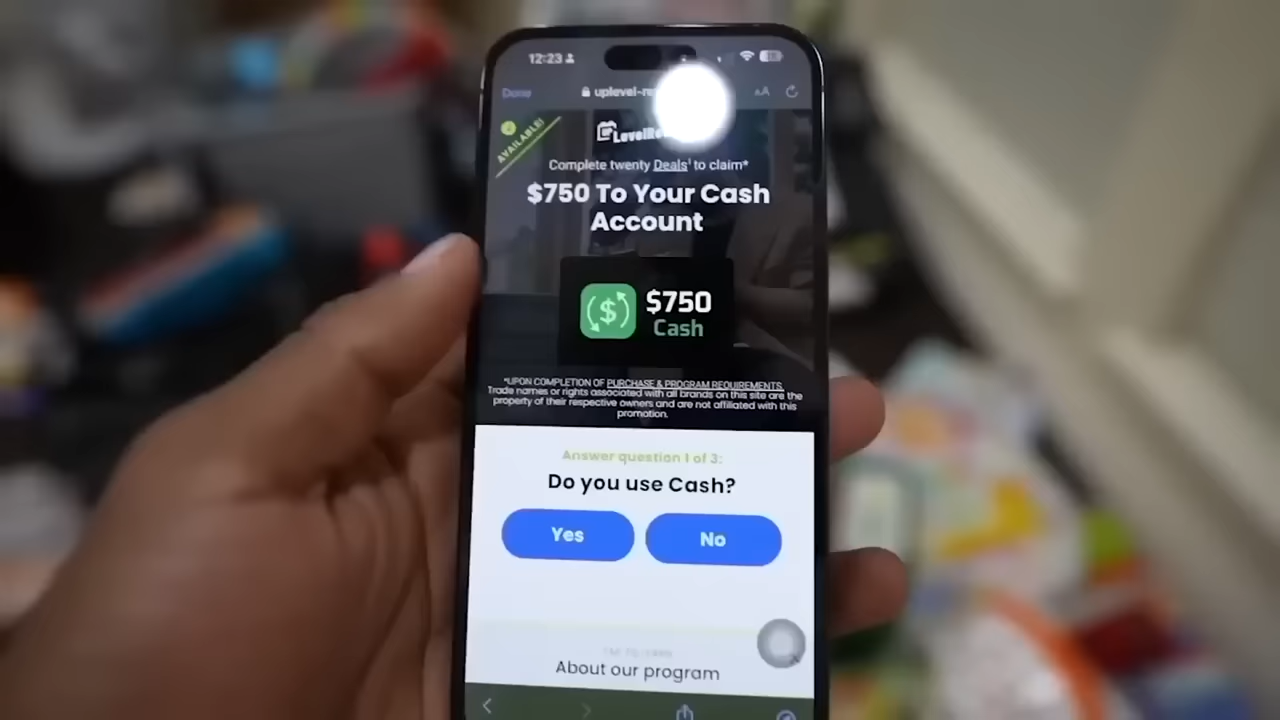 12:23
Done
AVAILABLE!
Complete twenty Deals¹ to claim*
$750 To Your Cash
Account
$750
Cash
*UPON COMPLETION OF PURCHASE & PROGRAM REQUIREMENTS.
Trade names or rights associated with all brands on this site are the
property of their respective owners and are not affiliated with this
promotion.
Answer question 1 of 3:
Do you use Cash?
Yes
No
About our program